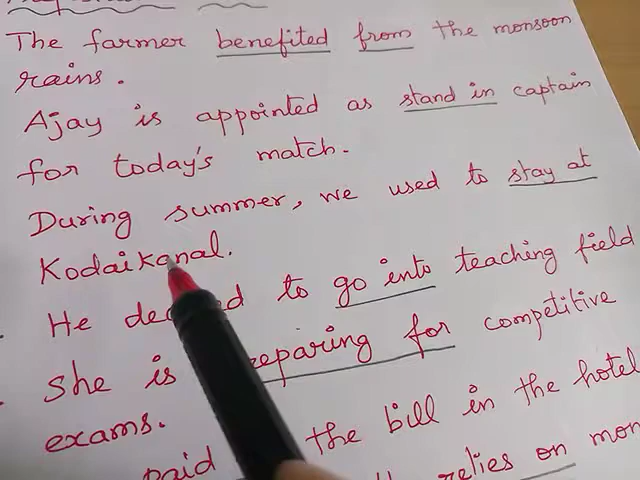 The farmer benefited from the monsoon
rains.
Ajay is appointed as stand in captain
for today's match.
During summer, we used to stay at
Kodaikanal.
He to go into teaching field
She is preparing for competitive
exams.
paid the bill in the hotel
relies on